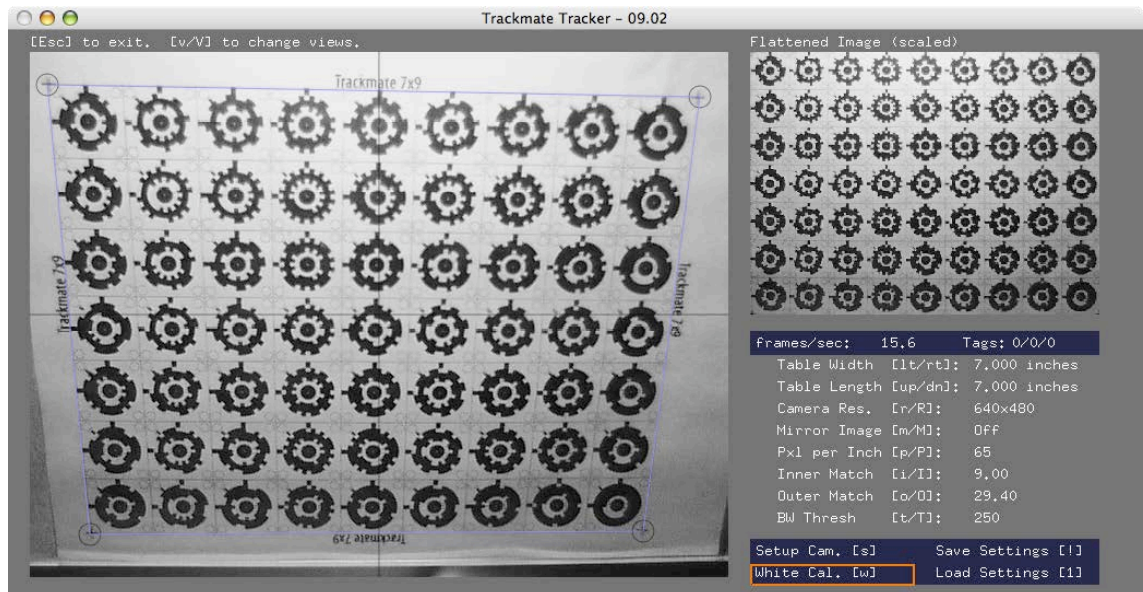 Trackmate Tracker – 09.02
[Esc] to exit. [v/V] to change views.
Trackmate 7x9
Trackmate 7x9
Trackmate 7x9
Trackmate 7x9
Flattened Image (scaled)
frames/sec: 15.6 Tags: 0/0/0
Table Width [lt/rt]: 7.000 inches
Table Length [up/dn]: 7.000 inches
Camera Res. [r/R]: 640x480
Mirror Image [m/M]: Off
Pxl per Inch [p/P]: 65
Inner Match [i/I]: 9.00
Outer Match [o/O]: 29.40
BW Thresh [t/T]: 250
Setup Cam. [s] Save Settings [!]
White Cal. [w] Load Settings [1]